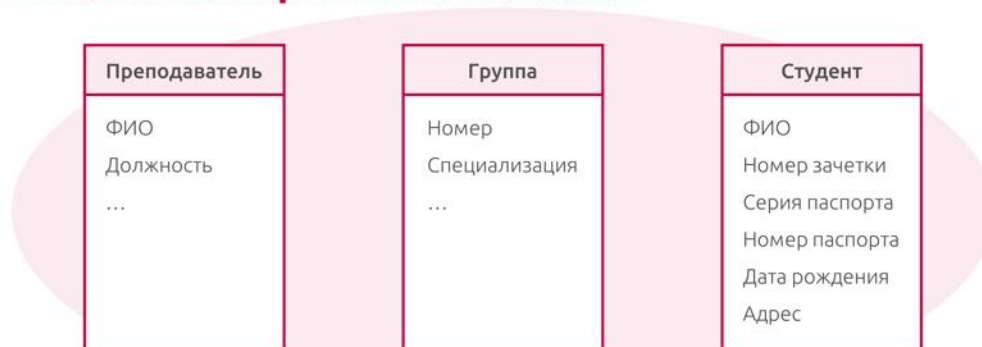 Преподаватель
ФИО
Должность
...
Группа
Номер
Специализация
...
Студент
ФИО
Номер зачетки
Серия паспорта
Номер паспорта
Дата рождения
Адрес